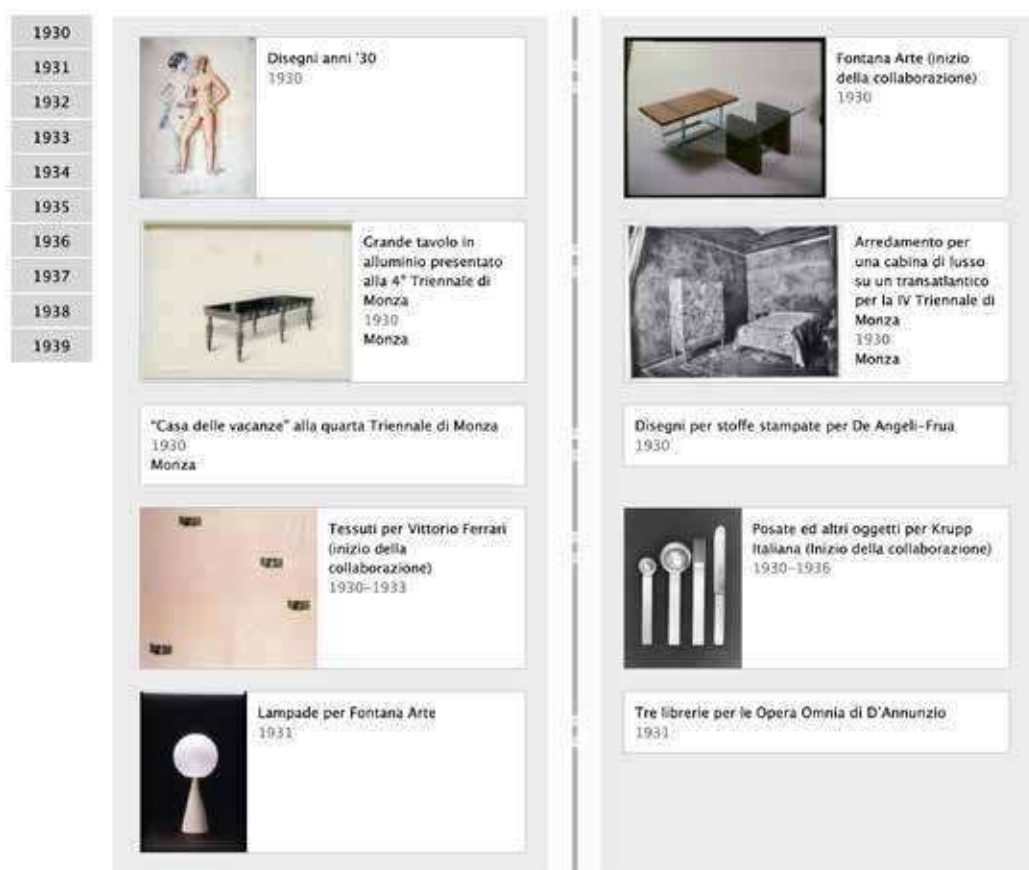 1930
1931
1932
1933
1934
1935
1936
1937
1938
1939
Disegni anni '30
1930
Fontana Arte (inizio
della collaborazione)
1930
Grande tavolo in
alluminio presentato
alla 4° Triennale di
Monza
1930
Monza
Arredamento per
una cabina di lusso
su un transatlantico
per la IV Triennale di
Monza
1930
Monza
"Casa delle vacanze" alla quarta Triennale di Monza
1930
Monza
Disegni per stoffe stampate per De Angeli-Frua
1930
Tessuti per Vittorio Ferrari
(inizio della
collaborazione)
1930-1933
Posate ed altri oggetti per Krupp
Italiana (Inizio della collaborazione)
1930-1936
Lampade per Fontana Arte
1931
Tre librerie per le Opera Omnia di D'Annunzio
1931